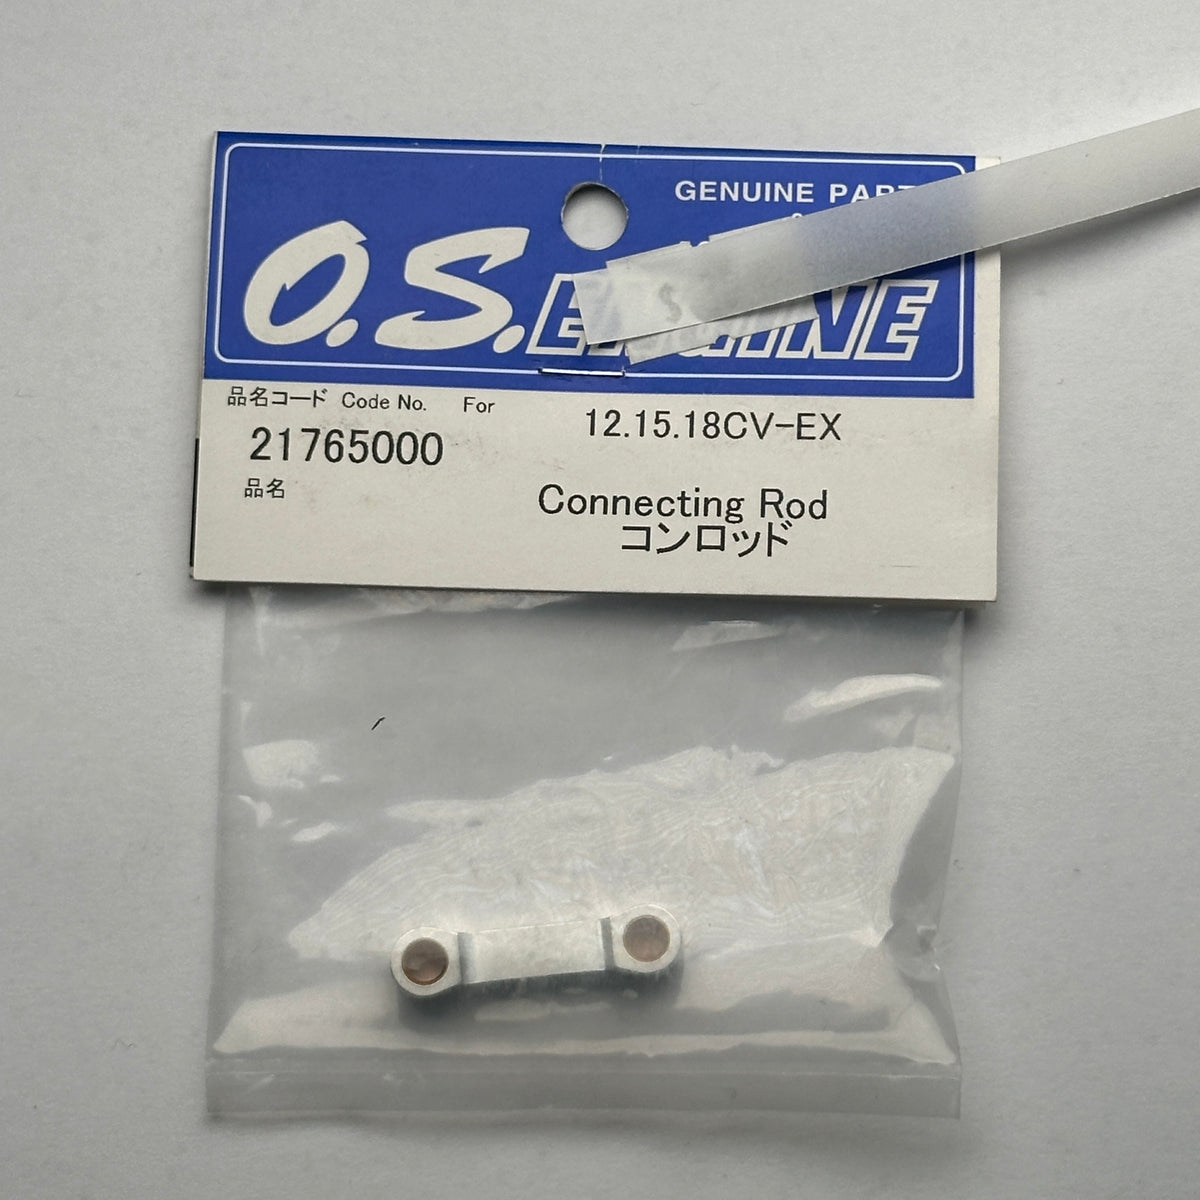 GENUINE
&
O.S.
品名コード Code No. For
12.15.18CV-EX
21765000
品名
Connecting Rod
コンロッド